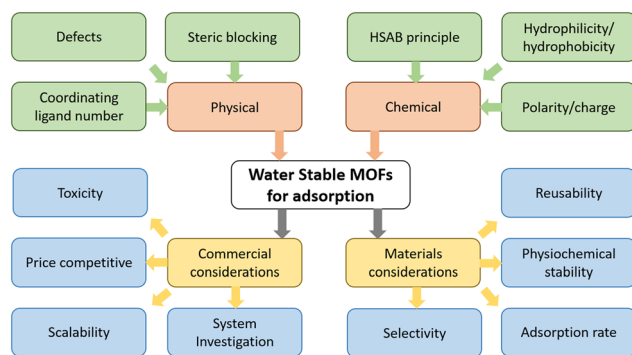 Defects
Steric blocking
HSAB principle
Hydrophilicity/
hydrophobicity
Coordinating
ligand number
Physical
Chemical
Polarity/charge
Water Stable MOFs
for adsorption
Toxicity
Reusability
Price competitive
Commercial
considerations
Materials
considerations
Physiochemical
stability
Scalability
System
Investigation
Selectivity
Adsorption rate